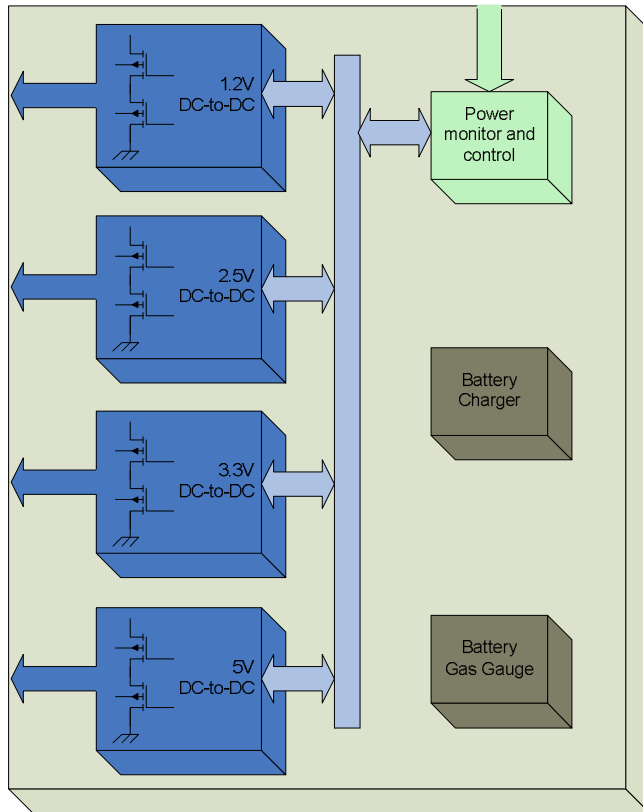 1.2V
DC-to-DC
Power
monitor and
control
2.5V
DC-to-DC
Battery
Charger
3.3V
DC-to-DC
5V
DC-to-DC
Battery
Gas Gauge